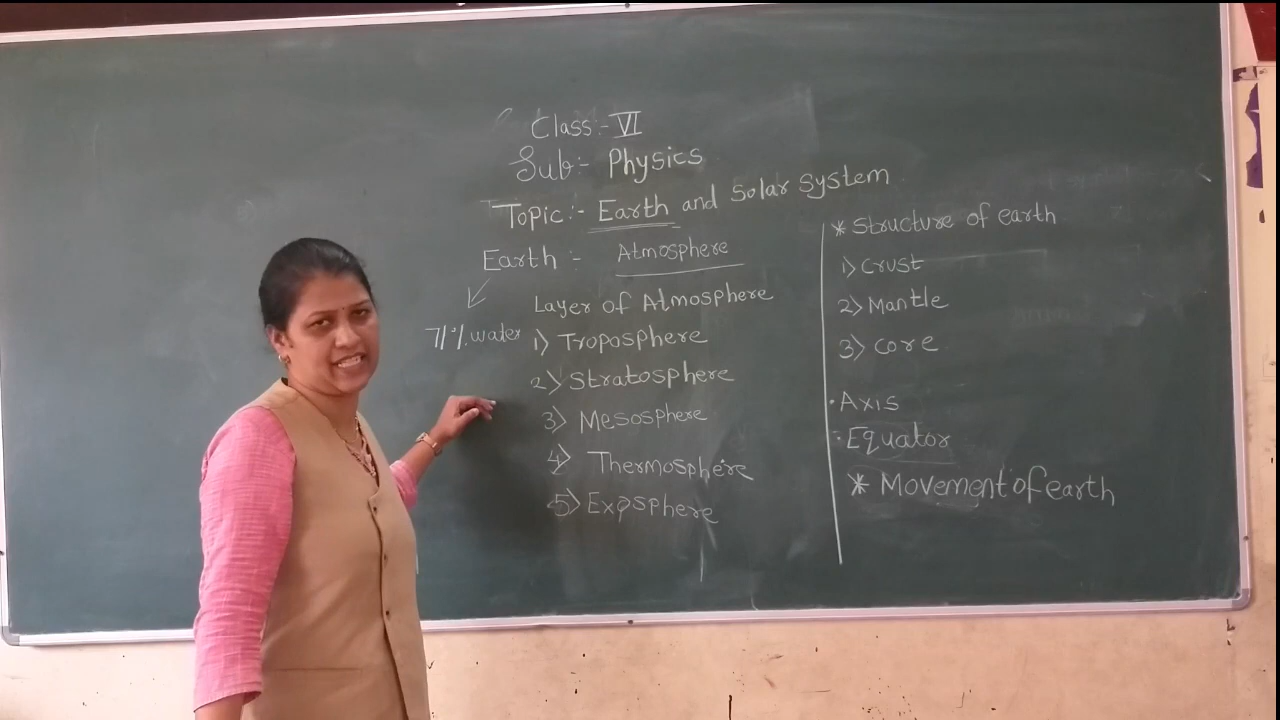 Class:- VI
Sub:- Physics
Topic:- Earth and Solar System
Earth :- Atmosphere
71% water
Layer of Atmosphere
1) Troposphere
2) Stratosphere
3) Mesosphere
4) Thermosphere
5) Exosphere
* Structure of earth
1) Crust
2) Mantle
3) Core
· Axis
· Equator
* Movement of earth